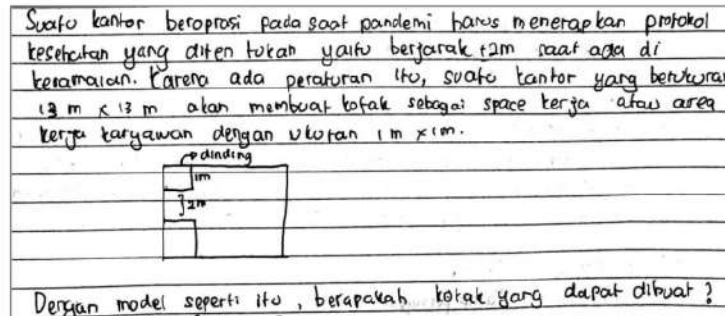 Suatu kantor beroprasi pada saat pandemi harus menerapkan protokol
kesehatan yang diten tukan yaitu berjarak ±2m saat ada di
keramaian. Karena ada peraturan itu, suatu kantor yang berukuran
13 m x 13 m akan membuat kotak sebagai space kerja atau area
kerja karyawan dengan ukuran 1m x 1m.
dinding
1m
2m
Dengan model seperti itu, berapakah kotak yang dapat dibuat?